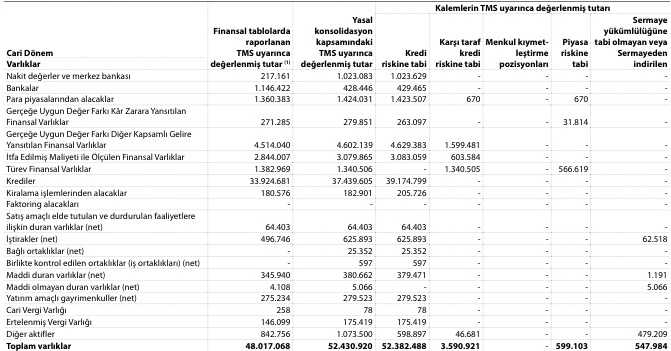 Kalemlerin TMS uyarınca değerlenmiş tutarı
Cari Dönem Varlıklar | Finansal tablolarda raporlanan TMS uyarınca değerlenmiş tutar (1) | Yasal konsolidasyon kapsamındaki TMS uyarınca değerlenmiş tutar | Kredi riskine tabi | Karşı taraf kredi riskine tabi | Menkul kıymet-leştirme pozisyonları | Piyasa riskine tabi | Sermaye yükümlülüğüne tabi olmayan veya Sermayeden indirilen
Nakit değerler ve merkez bankası 217.161 1.023.083 1.023.629 - - - -
Bankalar 1.146.422 428.446 429.465 - - - -
Para piyasalarından alacaklar 1.360.383 1.424.031 1.423.507 670 - 670 -
Gerçeğe Uygun Değer Farkı Kâr Zarara Yansıtılan
Finansal Varlıklar 271.285 279.851 263.097 - - 31.814 -
Gerçeğe Uygun Değer Farkı Diğer Kapsamlı Gelire
Yansıtılan Finansal Varlıklar 4.514.040 4.602.139 4.629.383 1.599.481 - - -
İtfa Edilmiş Maliyeti ile Ölçülen Finansal Varlıklar 2.844.007 3.079.865 3.083.059 603.584 - - -
Türev Finansal Varlıklar 1.382.969 1.340.506 - 1.340.505 - 566.619 -
Krediler 33.924.681 37.439.605 39.174.799 - - - -
Kiralama işlemlerinden alacaklar 180.576 182.901 205.726 - - - -
Faktoring alacakları - - - - - - -
Satış amaçlı elde tutulan ve durdurulan faaliyetlere
ilişkin duran varlıklar (net) 64.403 64.403 64.403 - - - -
İştirakler (net) 496.746 625.893 625.893 - - - 62.518
Bağlı ortaklıklar (net) - 25.352 25.352 - - - -
Birlikte kontrol edilen ortaklıklar (iş ortaklıkları) (net) - 597 597 - - - -
Maddi duran varlıklar (net) 345.940 380.662 379.471 - - - 1.191
Maddi olmayan duran varlıklar (net) 4.108 5.066 - - - - 5.066
Yatırım amaçlı gayrimenkuller (net) 275.234 279.523 279.523 - - - -
Cari Vergi Varlığı 258 78 78 - - - -
Ertelenmiş Vergi Varlığı 146.099 175.419 175.419 - - - -
Diğer aktifler 842.756 1.073.500 598.897 46.681 - - 479.209
Toplam varlıklar 48.017.068 52.430.920 52.382.488 3.590.921 - 599.103 547.984